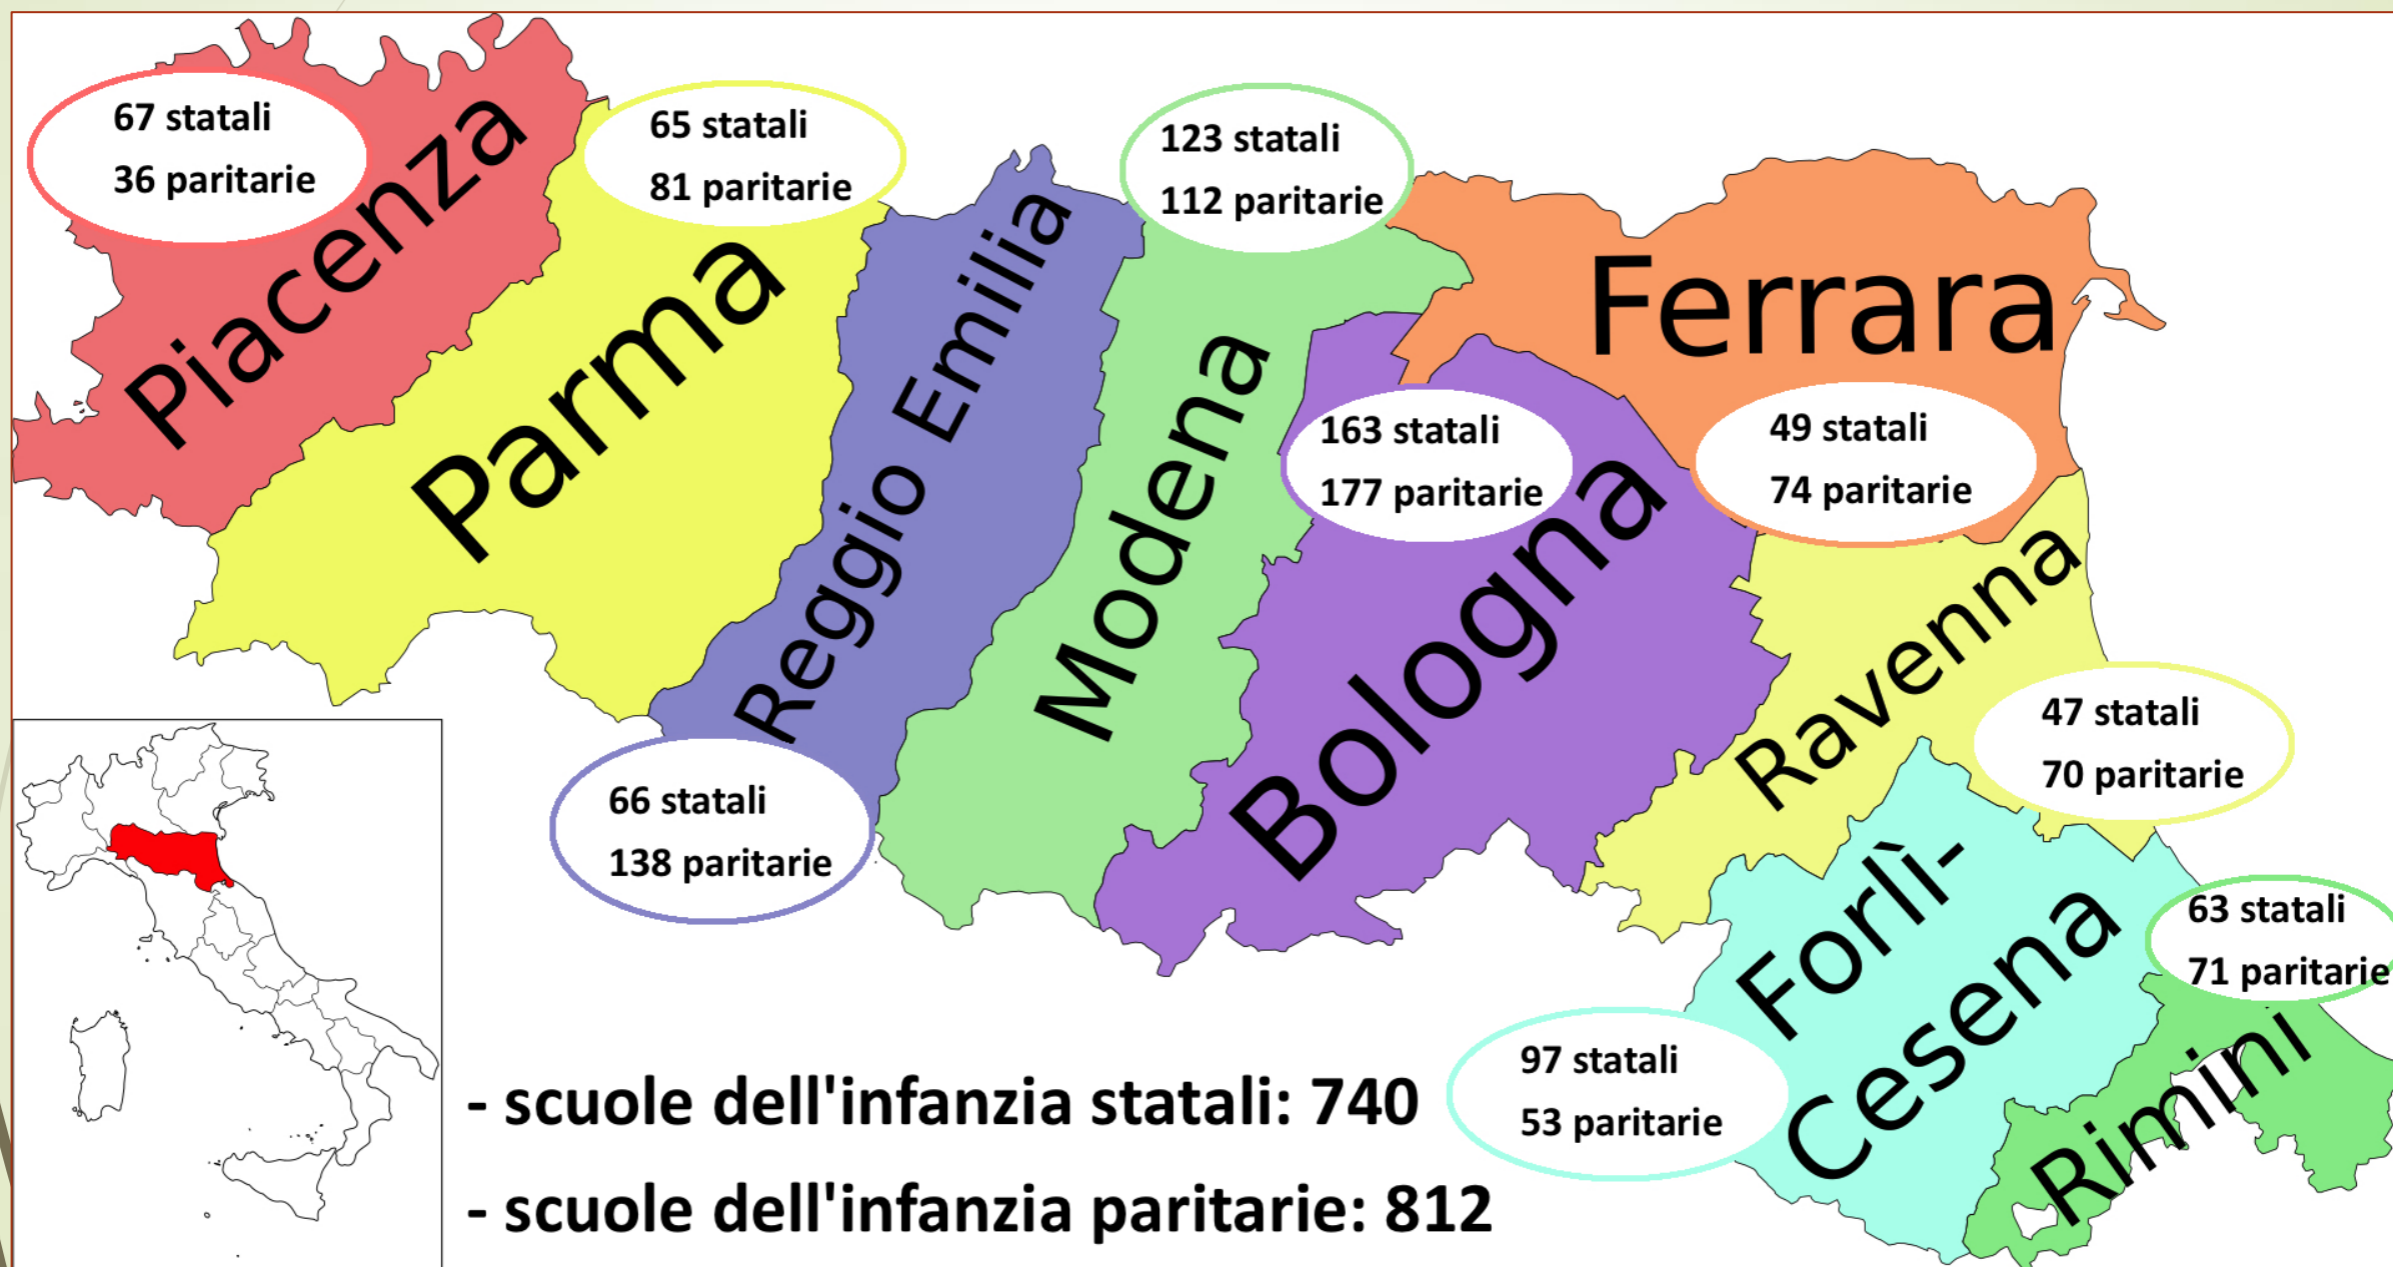 67 statali
36 paritarie
Piacenza
65 statali
81 paritarie
Parma
Reggio Emilia
66 statali
138 paritarie
123 statali
112 paritarie
Modena
163 statali
177 paritarie
Bologna
Ferrara
49 statali
74 paritarie
Ravenna
47 statali
70 paritarie
Forlì-
Cesena
97 statali
53 paritarie
63 statali
71 paritarie
Rimini
- scuole dell'infanzia statali: 740
- scuole dell'infanzia paritarie: 812